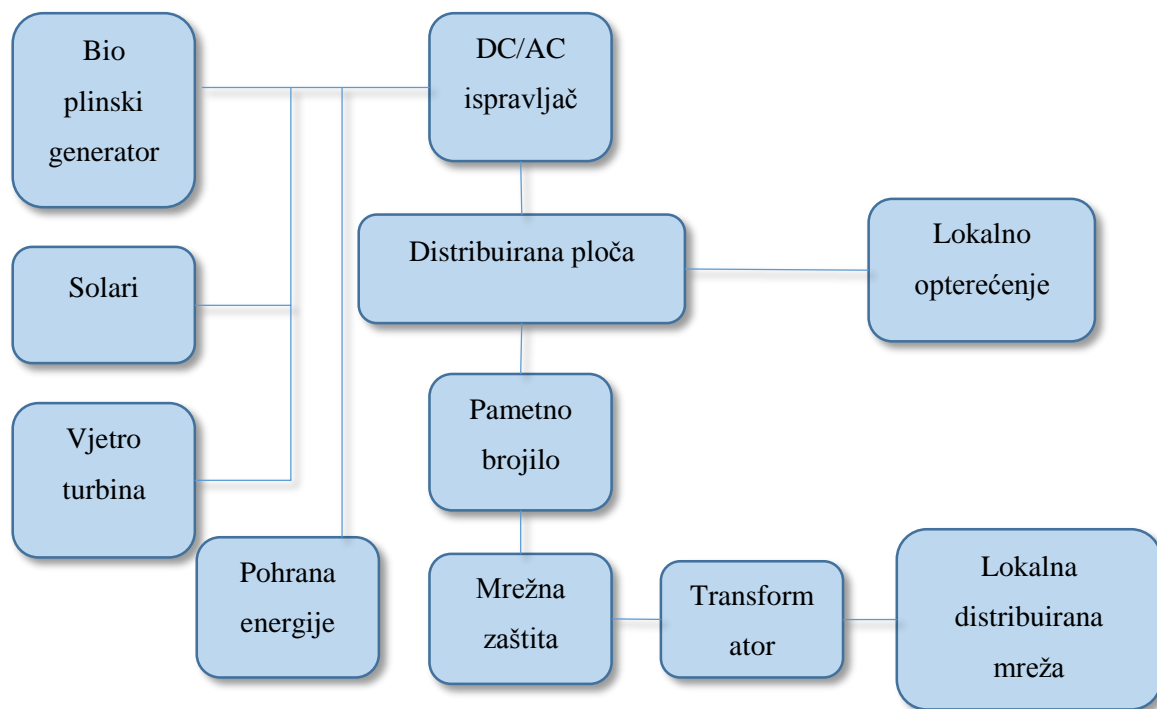 Bio
plinski
generator
DC/AC
ispravljač
Distribuirana ploča
Lokalno
opterećenje
Solari
Pametno
brojilo
Vjetro
turbina
Pohrana
energije
Mrežna
zaštita
Transform
ator
Lokalna
distribuirana
mreža